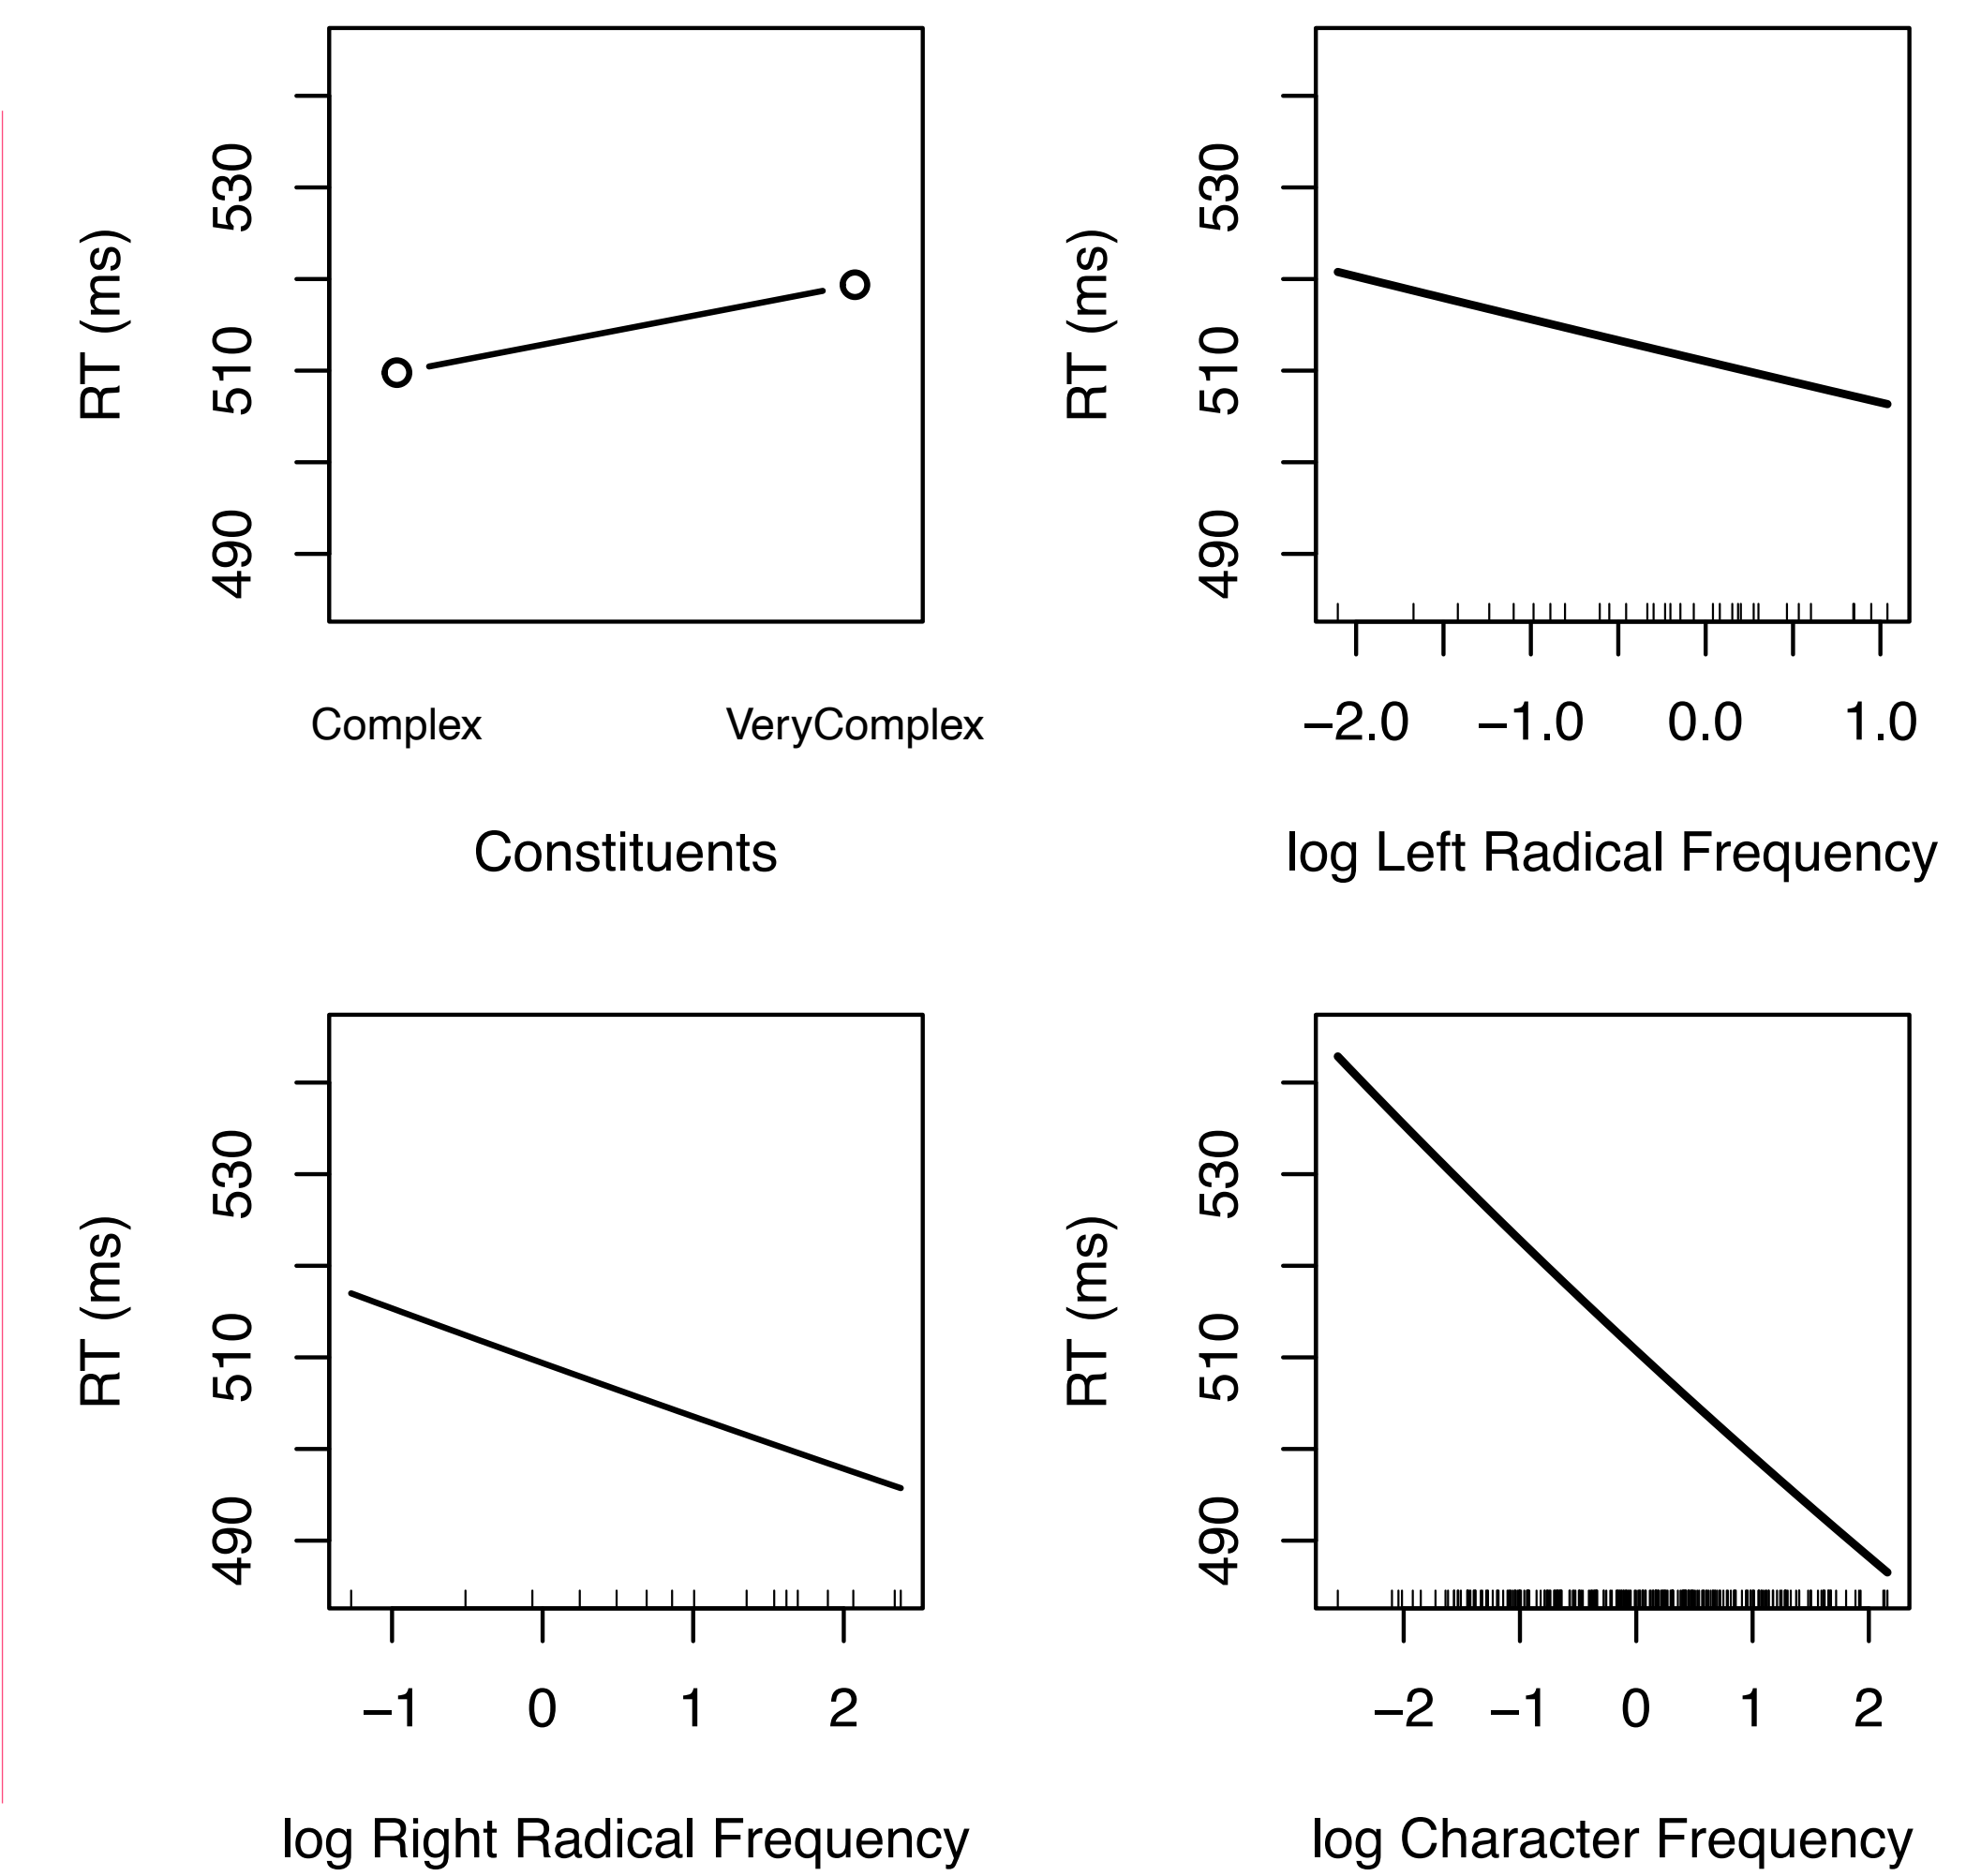 RT (ms)
530
510
490
Complex VeryComplex
Constituents
RT (ms)
530
510
490
−2.0 −1.0 0.0 1.0
log Left Radical Frequency
RT (ms)
530
510
490
−1 0 1 2
log Right Radical Frequency
RT (ms)
530
510
490
−2 −1 0 1 2
log Character Frequency